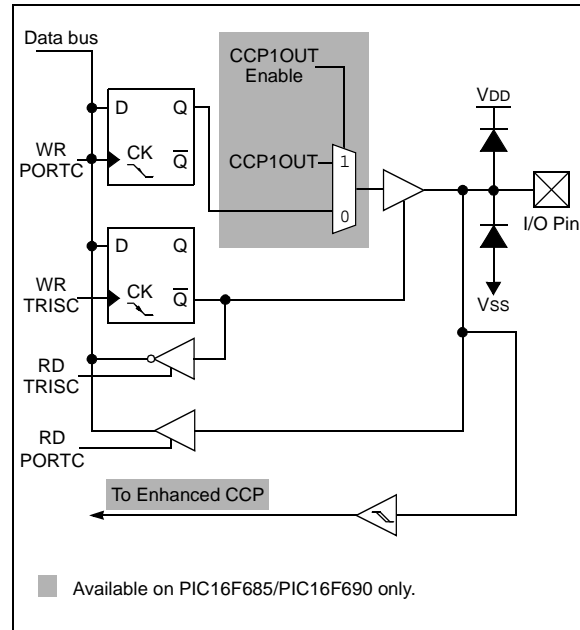 Data bus
CCP1OUT
Enable
VDD
D
Q
CK
Q
WR
PORTC
CCP1OUT
1
0
I/O Pin
VSS
D
Q
CK
Q
WR
TRISC
RD
TRISC
RD
PORTC
To Enhanced CCP
Available on PIC16F685/PIC16F690 only.